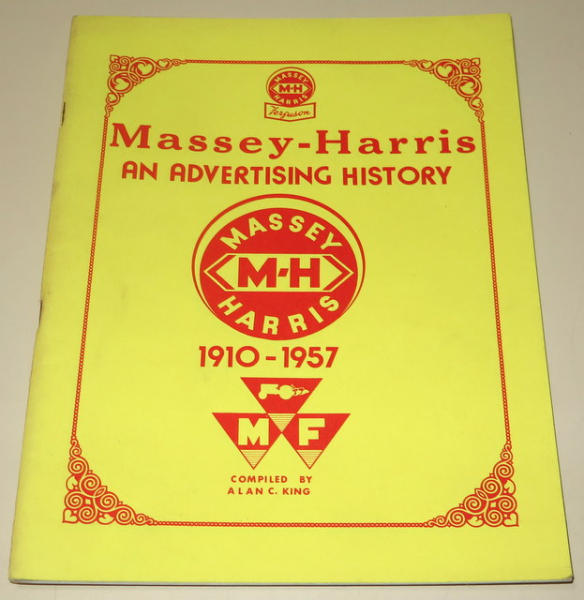 MASSEY
M-H
HARRIS
Ferguson
Massey-Harris
AN ADVERTISING HISTORY
MASSEY
M-H
HARRIS
1910-1957
M F
COMPILED BY
ALAN C. KING